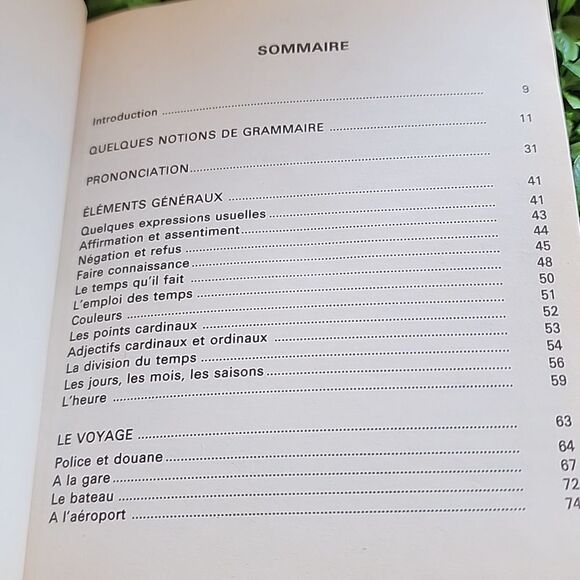 SOMMAIRE
Introduction ........ 9
QUELQUES NOTIONS DE GRAMMAIRE ........ 11
PRONONCIATION ........ 31
ÉLÉMENTS GÉNÉRAUX ........ 41
Quelques expressions usuelles ........ 41
Affirmation et assentiment ........ 43
Négation et refus ........ 44
Faire connaissance ........ 45
Le temps qu'il fait ........ 48
L'emploi des temps ........ 50
Couleurs ........ 51
Les points cardinaux ........ 52
Adjectifs cardinaux et ordinaux ........ 53
La division du temps ........ 54
Les jours, les mois, les saisons ........ 56
L'heure ........ 59
LE VOYAGE ........ 63
Police et douane ........ 64
A la gare ........ 67
Le bateau ........ 72
A l'aéroport ........ 74